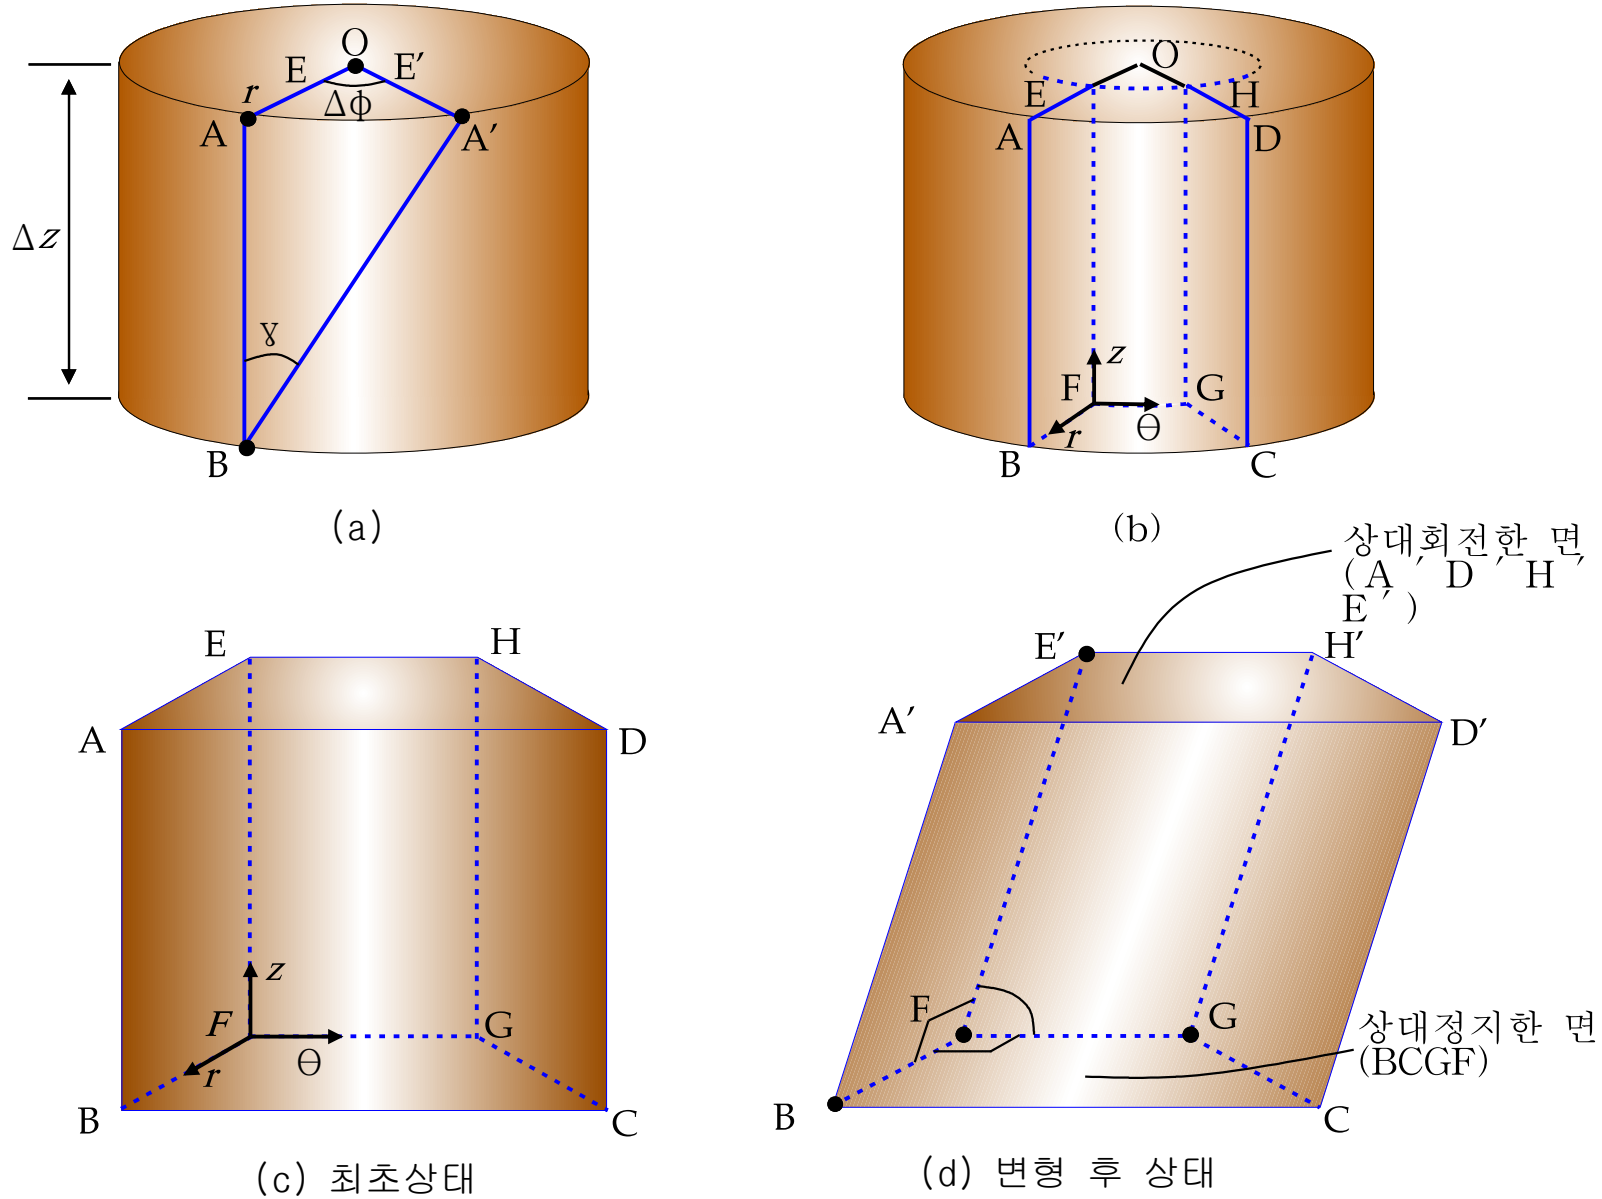 O
E
E′
r
Δϕ
A
A′
Δz
ɣ
B
(a)
O
E
H
A
D
z
F
G
r
θ
B
C
(b)
상대회전한 면
(A ′ D ′ H ′
E ′ )
E
H
A
D
z
F
G
θ
r
B
C
(c) 최초상태
E′
H′
A′
D′
F
G
상대정지한 면
(BCGF)
B
C
(d) 변형 후 상태